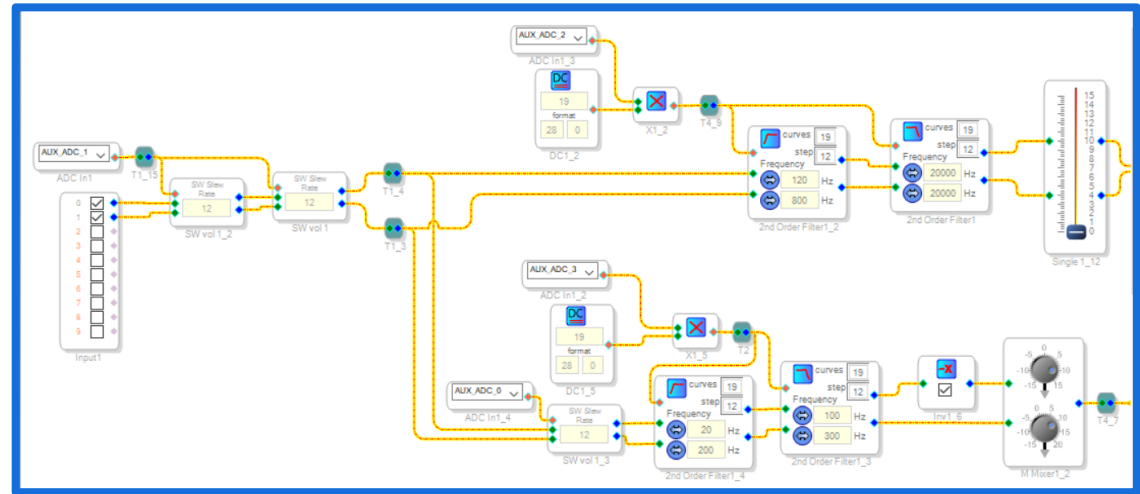 AUX_ADC_2
ADC In1_3
DC
19
format
28 0
DC1_2
X1_2
T4_9
curves 19
step 12
Frequency
120 Hz
800 Hz
2nd Order Filter1_2
curves 19
step 12
Frequency
20000 Hz
20000 Hz
2nd Order Filter1
15
14
13
12
11
10
9
8
7
6
5
4
3
2
1
0
Single 1_12
AUX_ADC_1
ADC In1
T1_15
0
1
2
3
4
5
6
7
8
9
Input1
SW Slew
Rate
12
SW vol 1_2
SW Slew
Rate
12
SW vol 1
T1_4
T1_3
AUX_ADC_3
ADC In1_2
DC
19
format
28 0
DC1_5
X1_5
T2
AUX_ADC_0
ADC In1_4
SW Slew
Rate
12
SW vol 1_3
curves 19
step 12
Frequency
20 Hz
200 Hz
2nd Order Filter1_4
curves 19
step 12
Frequency
100 Hz
300 Hz
2nd Order Filter1_3
-X
Inv1_6
0
-5 5
-10 10
-15 15
0
-5 5
-10 10
-15 15
20
M Mixer1_2
T4_7